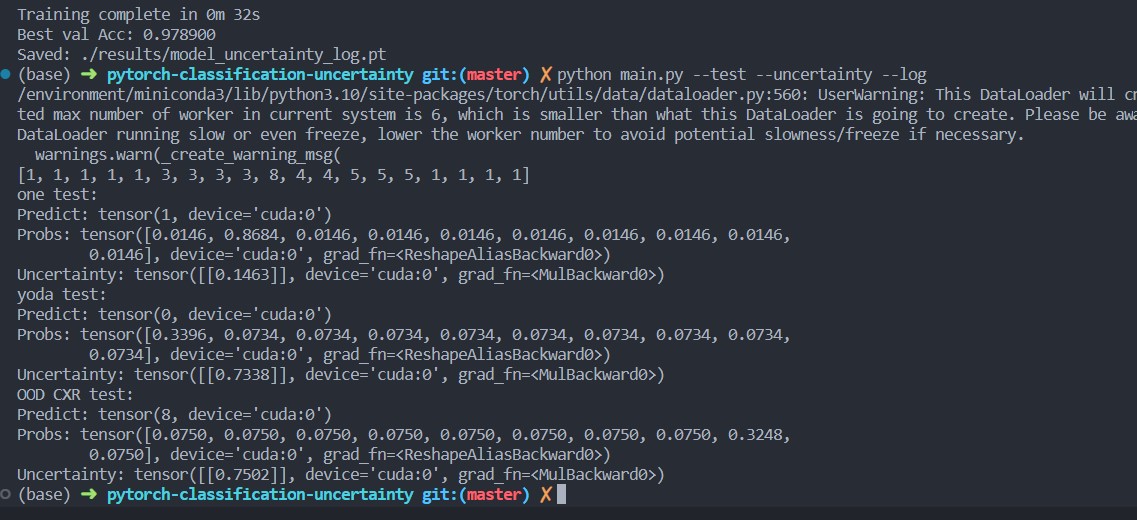 Training complete in 0m 32s
Best val Acc: 0.978900
Saved: ./results/model_uncertainty_log.pt
(base) ➜ pytorch-classification-uncertainty git:(master) ✗ python main.py --test --uncertainty --log
/environment/miniconda3/lib/python3.10/site-packages/torch/utils/data/dataloader.py:560: UserWarning: This DataLoader will cr
ted max number of worker in current system is 6, which is smaller than what this DataLoader is going to create. Please be awa
DataLoader running slow or even freeze, lower the worker number to avoid potential slowness/freeze if necessary.
  warnings.warn(_create_warning_msg(
[1, 1, 1, 1, 1, 3, 3, 3, 3, 8, 4, 4, 5, 5, 5, 1, 1, 1, 1]
one test:
Predict: tensor(1, device='cuda:0')
Probs: tensor([0.0146, 0.8684, 0.0146, 0.0146, 0.0146, 0.0146, 0.0146, 0.0146, 0.0146,
        0.0146], device='cuda:0', grad_fn=<ReshapeAliasBackward0>)
Uncertainty: tensor([[0.1463]], device='cuda:0', grad_fn=<MulBackward0>)
yoda test:
Predict: tensor(0, device='cuda:0')
Probs: tensor([0.3396, 0.0734, 0.0734, 0.0734, 0.0734, 0.0734, 0.0734, 0.0734, 0.0734,
        0.0734], device='cuda:0', grad_fn=<ReshapeAliasBackward0>)
Uncertainty: tensor([[0.7338]], device='cuda:0', grad_fn=<MulBackward0>)
OOD CXR test:
Predict: tensor(8, device='cuda:0')
Probs: tensor([0.0750, 0.0750, 0.0750, 0.0750, 0.0750, 0.0750, 0.0750, 0.0750, 0.3248,
        0.0750], device='cuda:0', grad_fn=<ReshapeAliasBackward0>)
Uncertainty: tensor([[0.7502]], device='cuda:0', grad_fn=<MulBackward0>)
(base) ➜ pytorch-classification-uncertainty git:(master) ✗